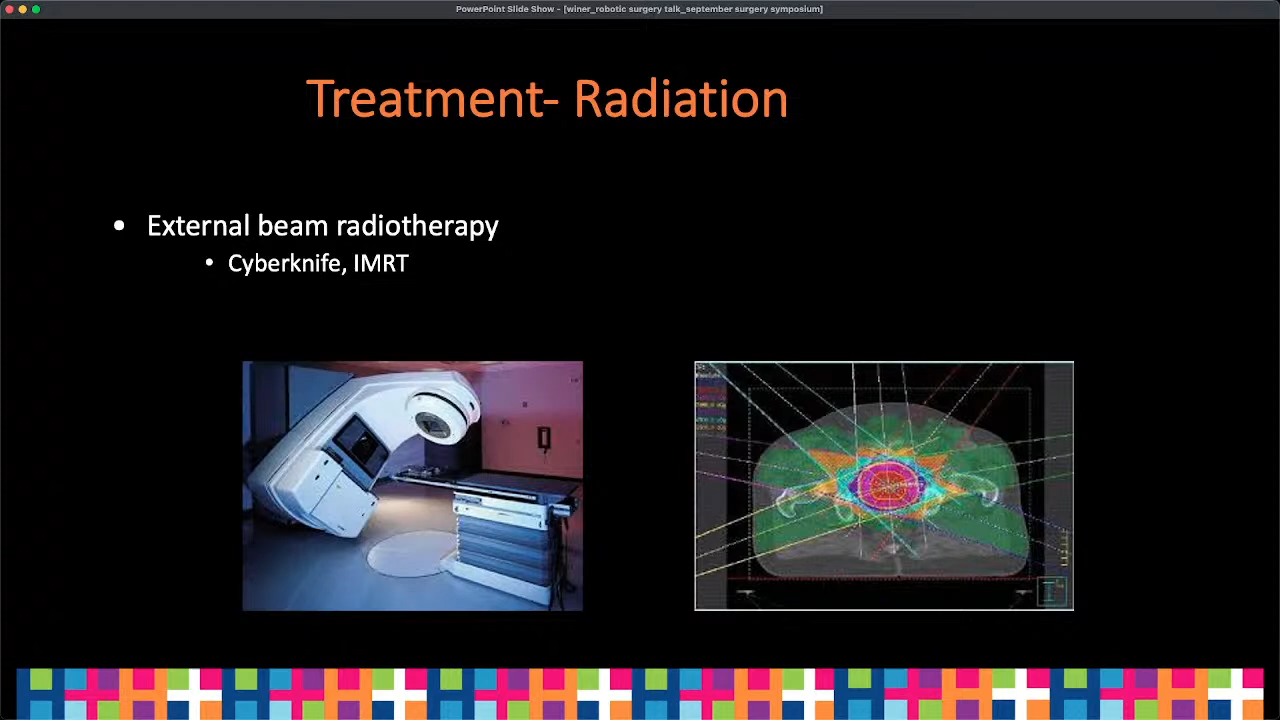 PowerPoint Slide Show - [winer_robotic surgery talk_september surgery symposium]
Treatment- Radiation
• External beam radiotherapy
• Cyberknife, IMRT